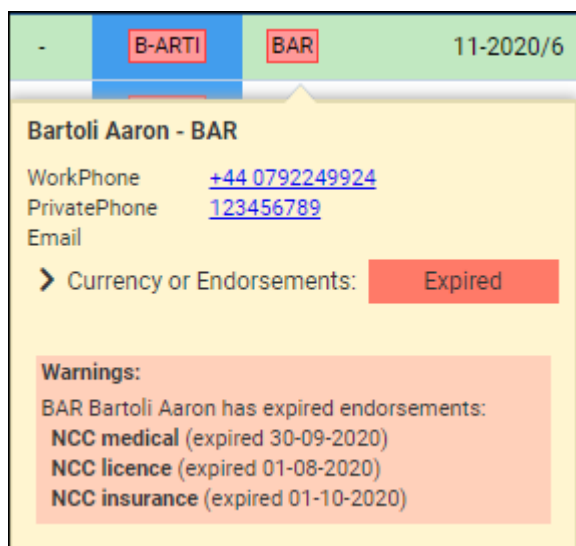 - B-ARTI BAR 11-2020/6
Bartoli Aaron - BAR
WorkPhone +44 0792249924
PrivatePhone 123456789
Email
Currency or Endorsements: Expired
Warnings:
BAR Bartoli Aaron has expired endorsements:
NCC medical (expired 30-09-2020)
NCC licence (expired 01-08-2020)
NCC insurance (expired 01-10-2020)